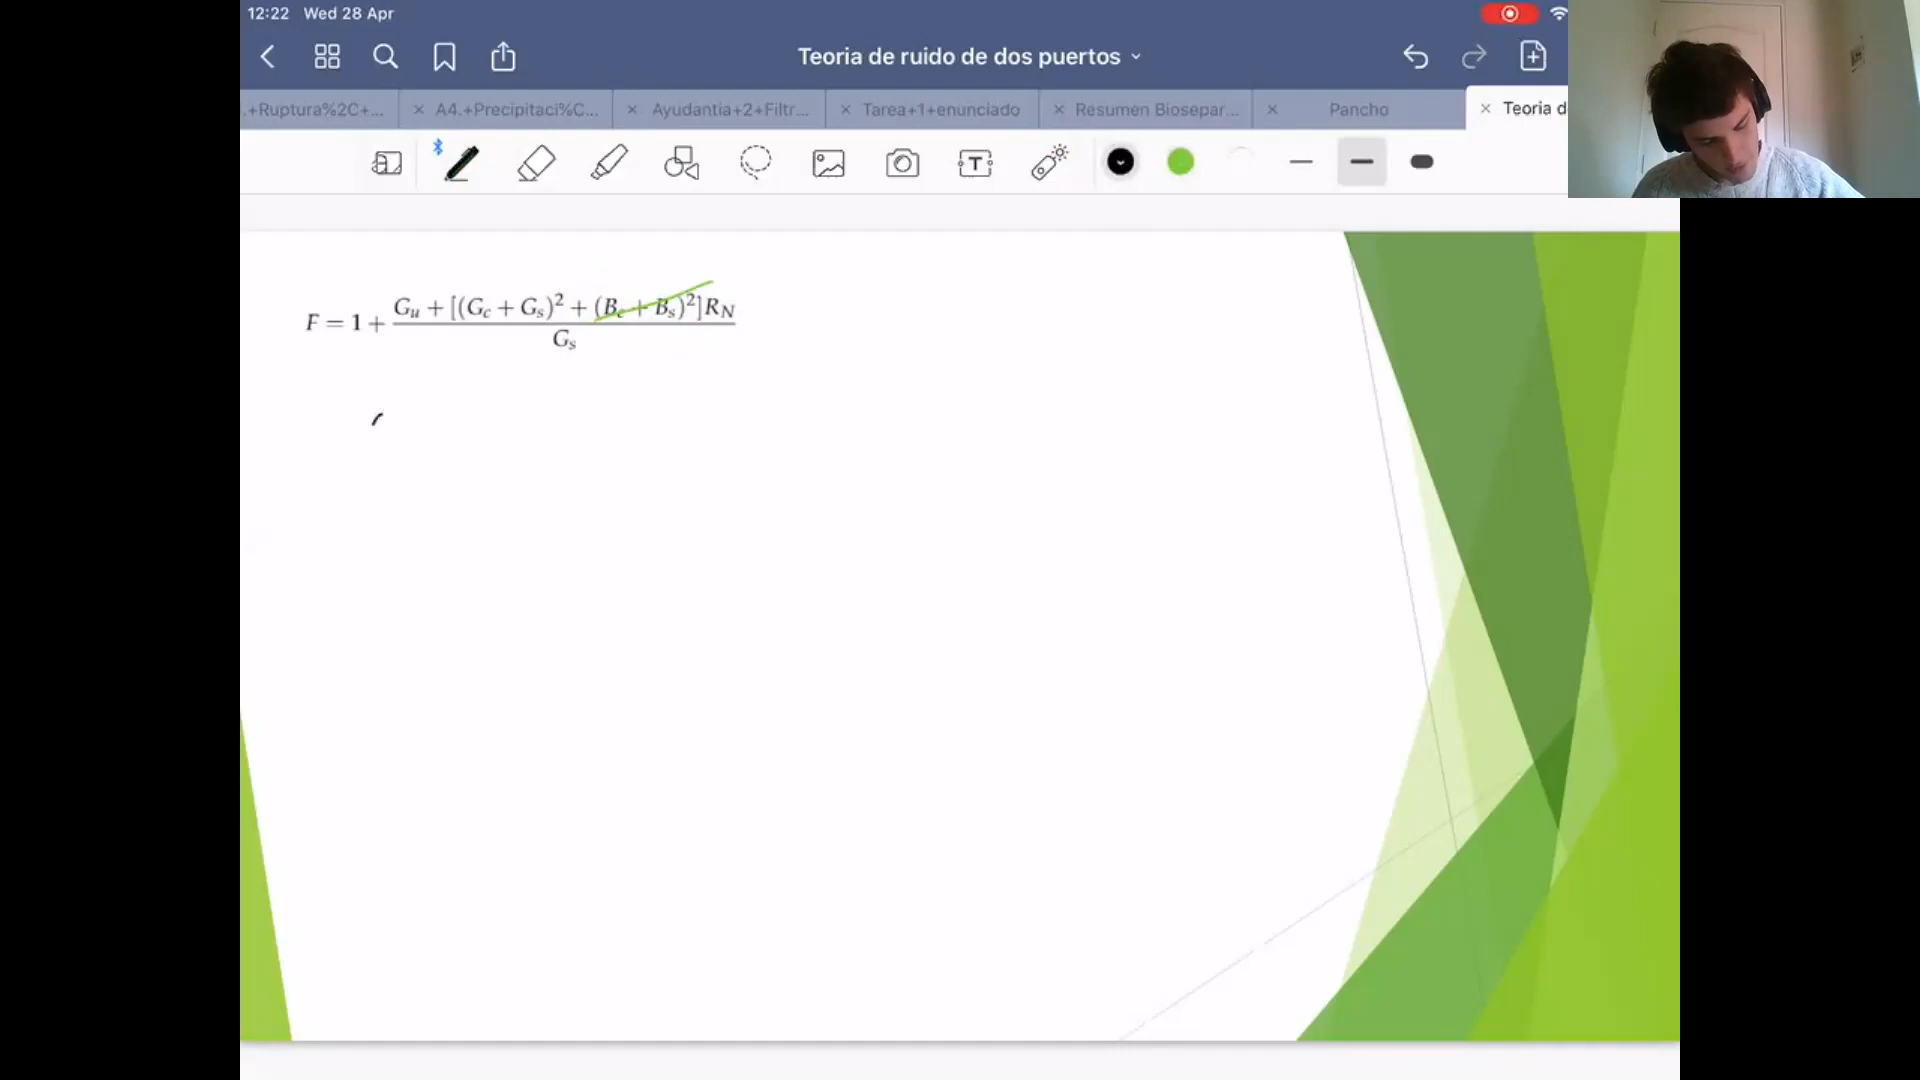 12:22 Wed 28 Apr
Teoria de ruido de dos puertos
.+Ruptura%2C+... A4.+Precipitaci%C... Ayudantia+2+Filtr... Tarea+1+enunciado Resumen Biosepar... Pancho Teoria d
T
F = 1 + \frac{G_u + [(G_c + G_s)^2 + (B_c + B_s)^2]R_N}{G_s}